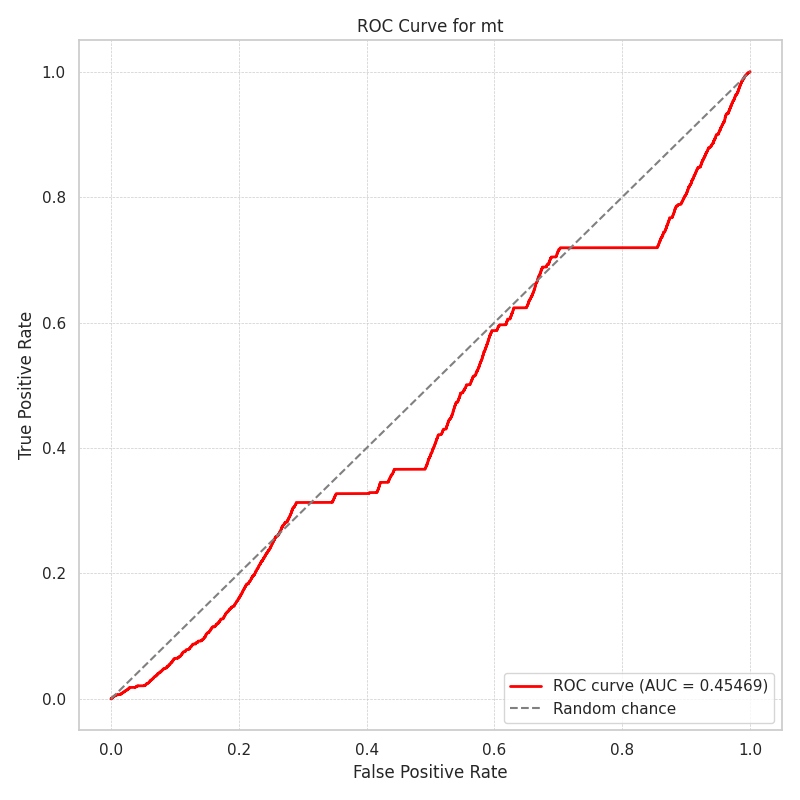 ROC Curve for mt
True Positive Rate
1.0
0.8
0.6
0.4
0.2
0.0
ROC curve (AUC = 0.45469)
Random chance
0.0 0.2 0.4 0.6 0.8 1.0
False Positive Rate